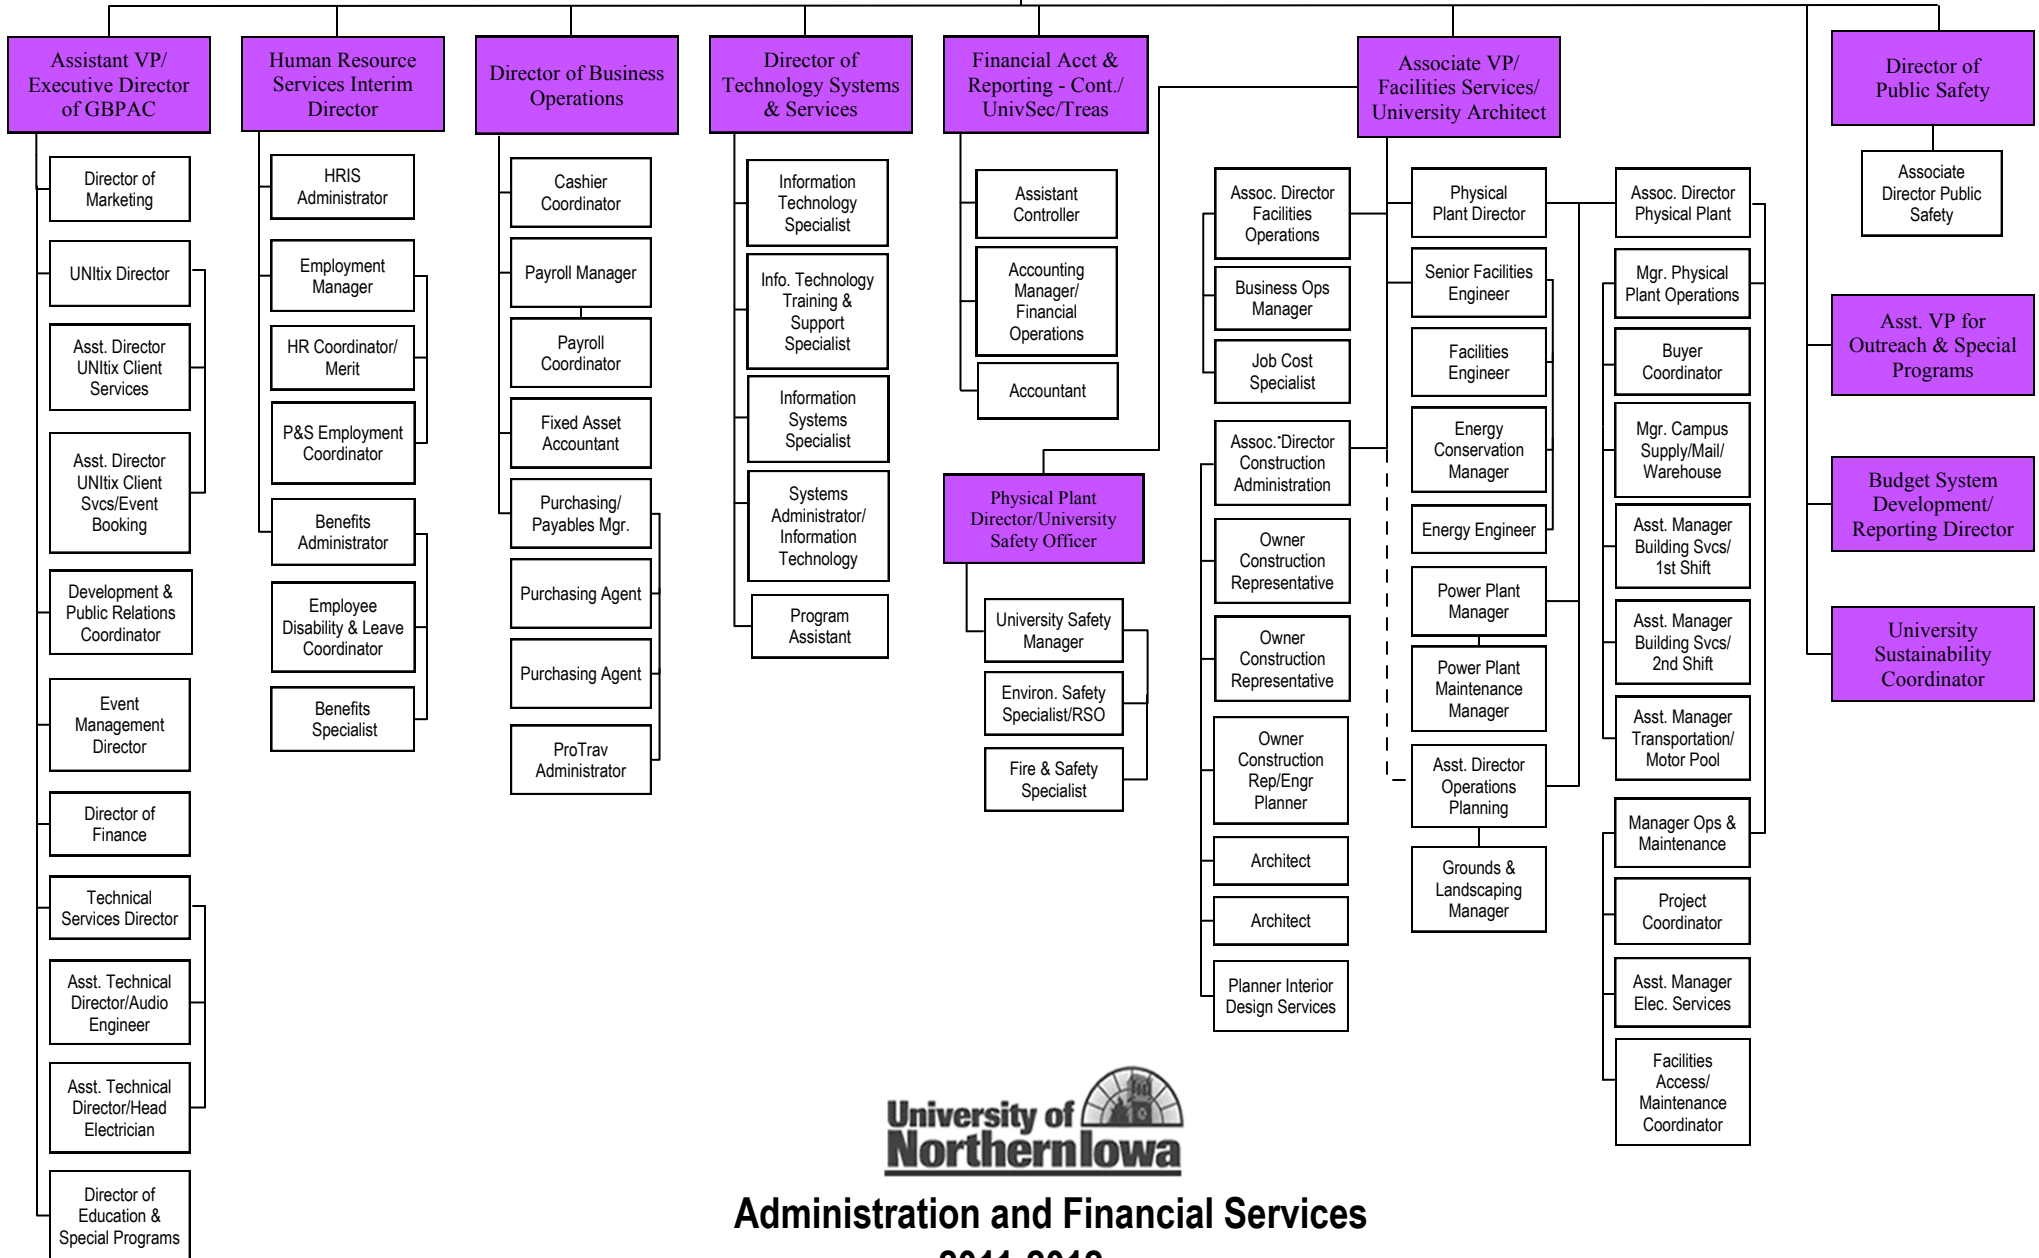 Assistant VP/
Executive Director
of GBPAC
Director of
Marketing
UNItix Director
Asst. Director
UNItix Client
Services
Asst. Director
UNItix Client
Svcs/Event
Booking
Development &
Public Relations
Coordinator
Event
Management
Director
Director of
Finance
Technical
Services Director
Asst. Technical
Director/Audio
Engineer
Asst. Technical
Director/Head
Electrician
Director of
Education &
Special Programs
Human Resource
Services Interim
Director
HRIS
Administrator
Employment
Manager
HR Coordinator/
Merit
P&S Employment
Coordinator
Benefits
Administrator
Employee
Disability & Leave
Coordinator
Benefits
Specialist
Director of Business
Operations
Cashier
Coordinator
Payroll Manager
Payroll
Coordinator
Fixed Asset
Accountant
Purchasing/
Payables Mgr.
Purchasing Agent
Purchasing Agent
ProTrav
Administrator
Director of
Technology Systems
& Services
Information
Technology
Specialist
Info. Technology
Training &
Support
Specialist
Information
Systems
Specialist
Systems
Administrator/
Information
Technology
Program
Assistant
Financial Acct &
Reporting - Cont./
UnivSec/Treas
Assistant
Controller
Accounting
Manager/
Financial
Operations
Accountant
Physical Plant
Director/University
Safety Officer
University Safety
Manager
Environ. Safety
Specialist/RSO
Fire & Safety
Specialist
Associate VP/
Facilities Services/
University Architect
Assoc. Director
Facilities
Operations
Business Ops
Manager
Job Cost
Specialist
Assoc. Director
Construction
Administration
Owner
Construction
Representative
Owner
Construction
Representative
Owner
Construction
Rep/Engr
Planner
Architect
Architect
Planner Interior
Design Services
Physical
Plant Director
Senior Facilities
Engineer
Facilities
Engineer
Energy
Conservation
Manager
Energy Engineer
Power Plant
Manager
Power Plant
Maintenance
Manager
Asst. Director
Operations
Planning
Grounds &
Landscaping
Manager
Assoc. Director
Physical Plant
Mgr. Physical
Plant Operations
Buyer
Coordinator
Mgr. Campus
Supply/Mail/
Warehouse
Asst. Manager
Building Svcs/
1st Shift
Asst. Manager
Building Svcs/
2nd Shift
Asst. Manager
Transportation/
Motor Pool
Manager Ops &
Maintenance
Project
Coordinator
Asst. Manager
Elec. Services
Facilities
Access/
Maintenance
Coordinator
Director of
Public Safety
Associate
Director Public
Safety
Asst. VP for
Outreach & Special
Programs
Budget System
Development/
Reporting Director
University
Sustainability
Coordinator
University of
Northern Iowa
Administration and Financial Services
2011-2012